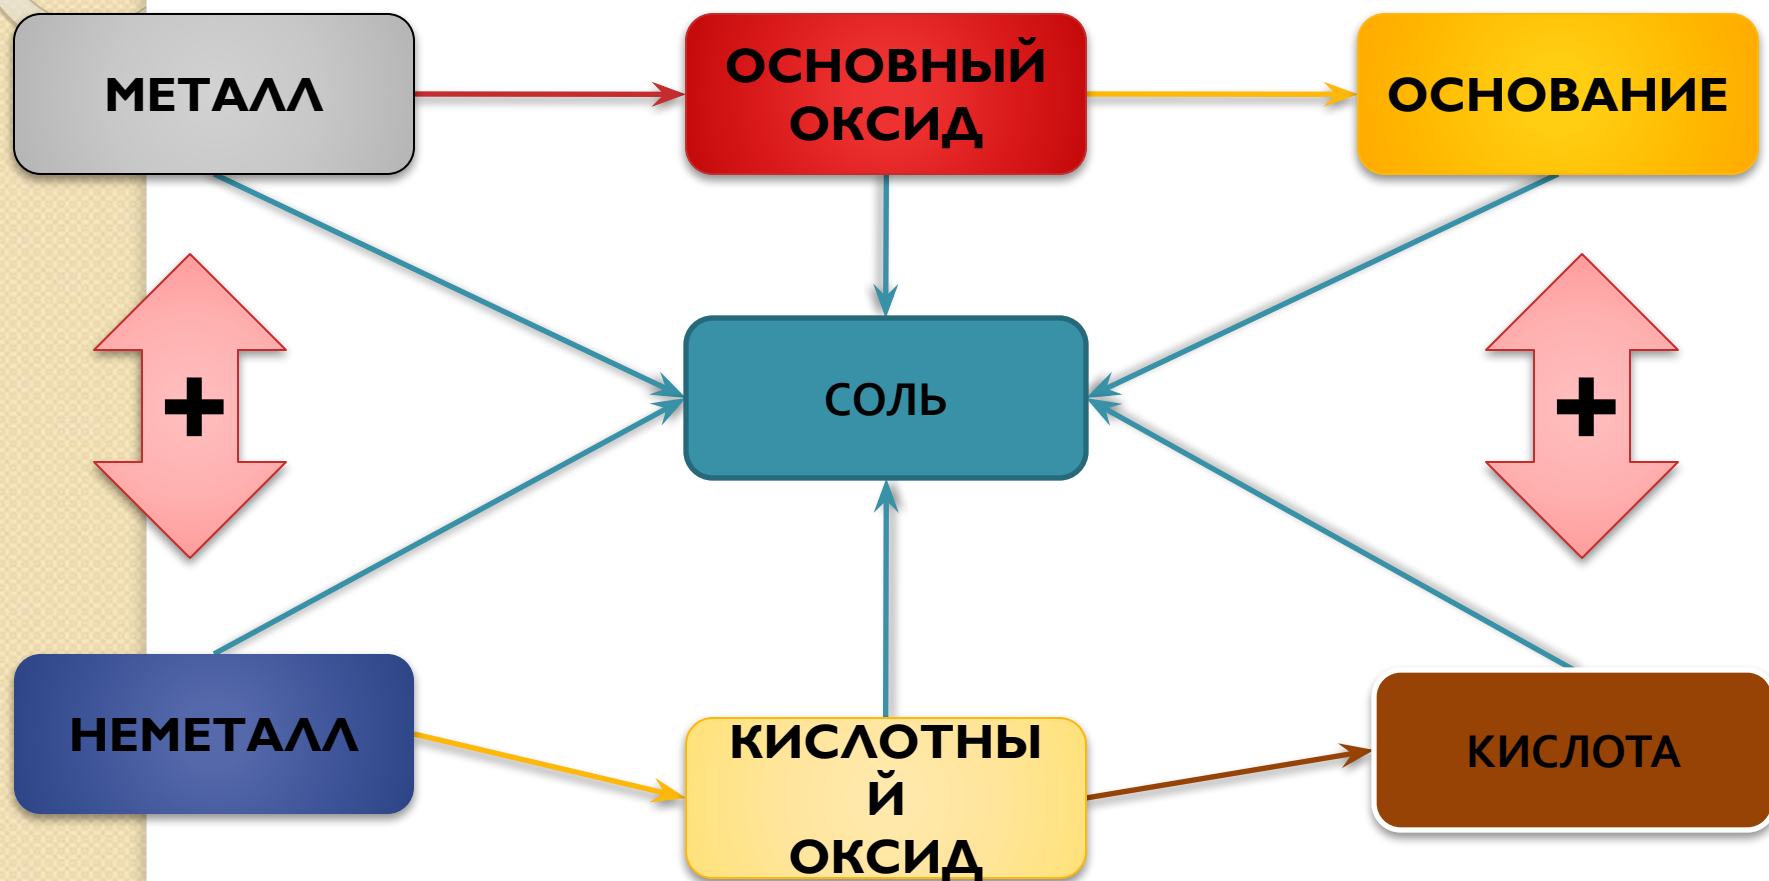 МЕТАЛЛ
ОСНОВНЫЙ
ОКСИД
ОСНОВАНИЕ
+
СОЛЬ
+
НЕМЕТАЛЛ
КИСЛОТНЫ
Й
ОКСИД
КИСЛОТА